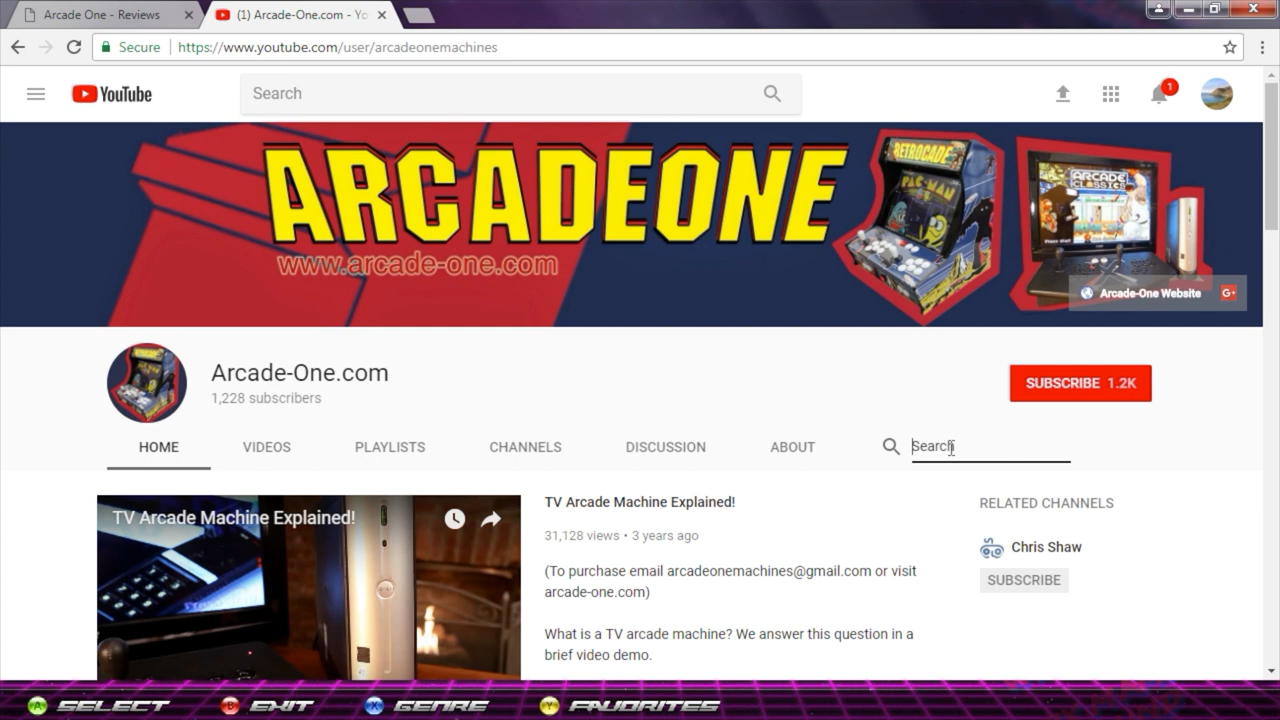 Arcade One - Reviews
(1) Arcade-One.com - Yo
Secure
https://www.youtube.com/user/arcadeonemachines
YouTube
Search
1
ARCADEONE
www.arcade-one.com
RETROCADE
PAC-MAN
ARCADE
CLASSICS
Arcade-One Website
G+
Arcade-One.com
1,228 subscribers
SUBSCRIBE 1.2K
HOME
VIDEOS
PLAYLISTS
CHANNELS
DISCUSSION
ABOUT
Search
TV Arcade Machine Explained!
TV Arcade Machine Explained!
31,128 views • 3 years ago
(To purchase email arcadeonemachines@gmail.com or visit
arcade-one.com)
What is a TV arcade machine? We answer this question in a
brief video demo.
RELATED CHANNELS
Chris Shaw
SUBSCRIBE
A SELECT
B EXIT
X GENRE
Y FAVORITES